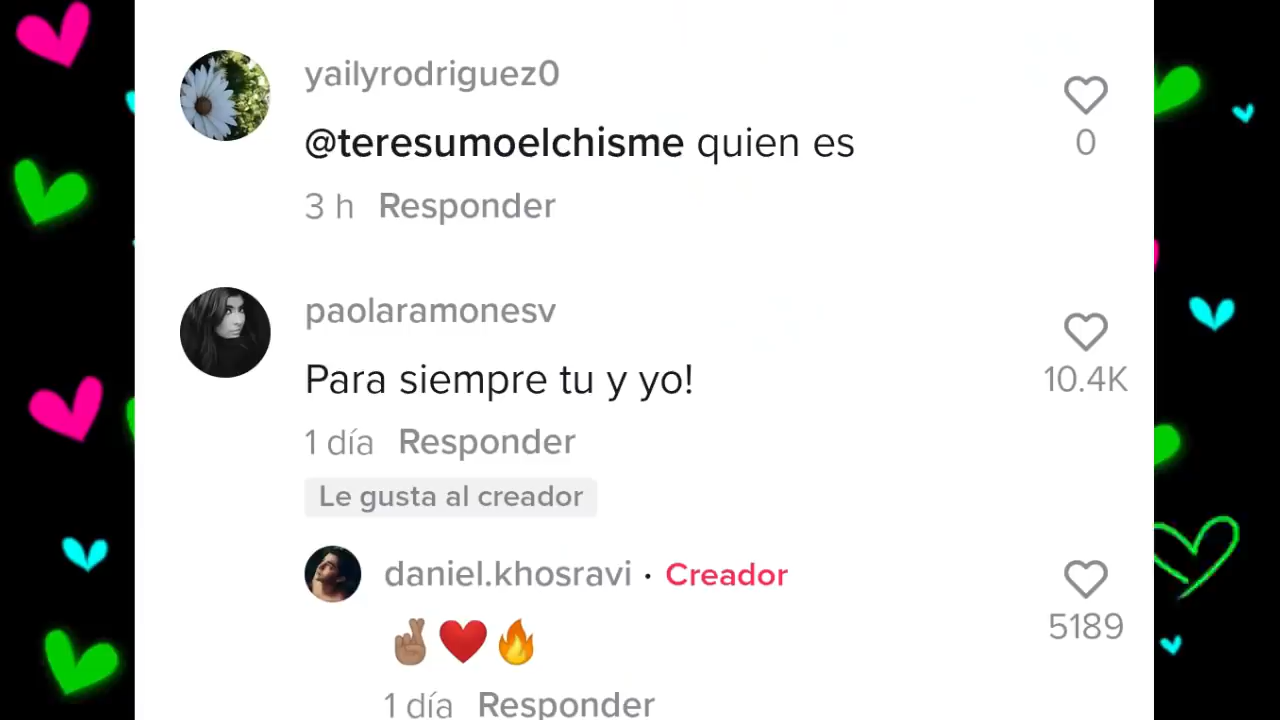 yailyrodriguez0
@teresumoelchisme quien es
0
3 h Responder
paolaramonesv
Para siempre tu y yo!
10.4K
1 día Responder
Le gusta al creador
daniel.khosravi · Creador
🤞🏽❤️🔥
5189
1 día Responder